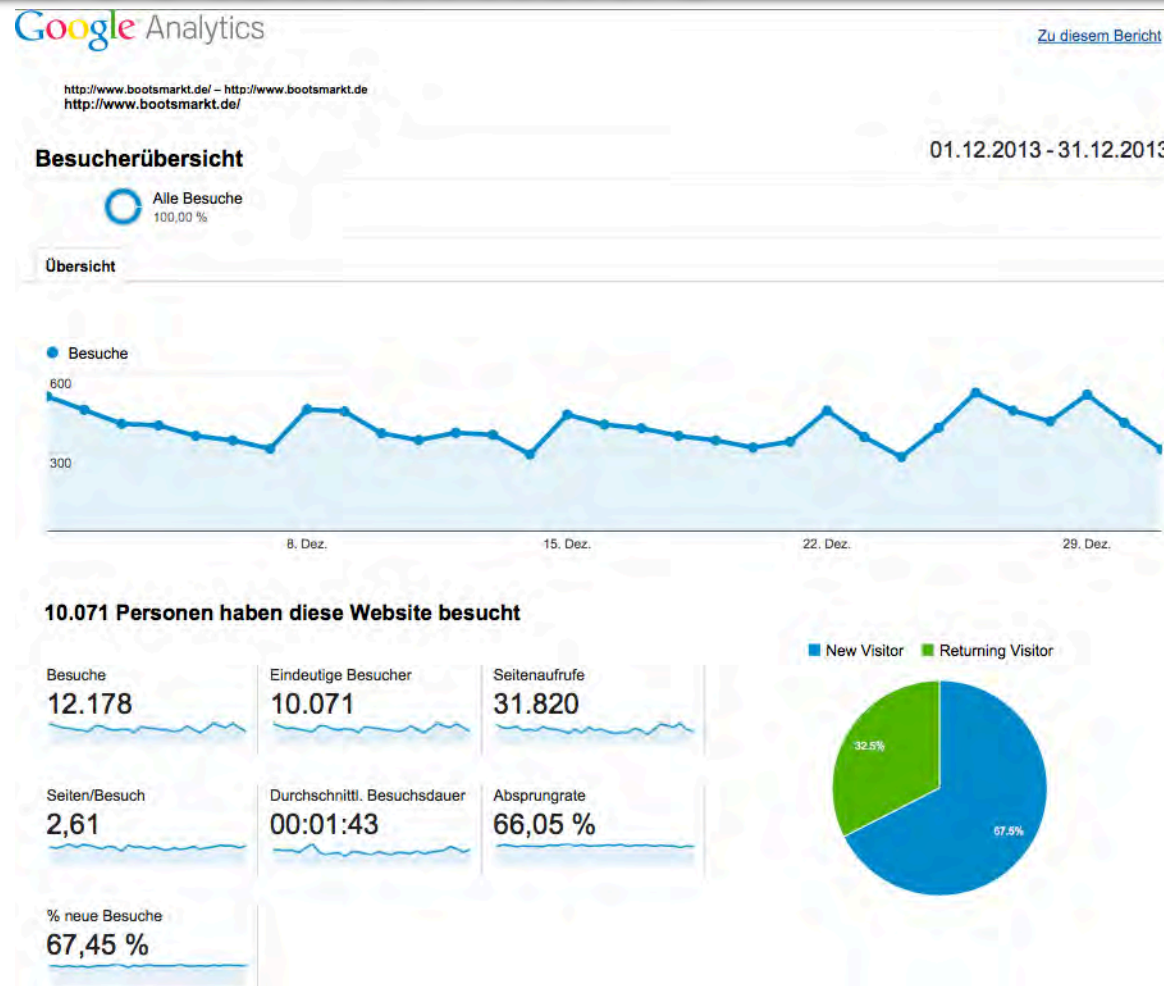 Google Analytics
Zu diesem Bericht
http://www.bootsmarkt.de/ – http://www.bootsmarkt.de
http://www.bootsmarkt.de/
Besucherübersicht
01.12.2013 - 31.12.2013
Alle Besuche
100,00 %
Übersicht
Besuche
600
300
8. Dez.
15. Dez.
22. Dez.
29. Dez.
10.071 Personen haben diese Website besucht
New Visitor
Returning Visitor
Besuche
12.178
Eindeutige Besucher
10.071
Seitenaufrufe
31.820
Seiten/Besuch
2,61
Durchschnittl. Besuchsdauer
00:01:43
Absprungrate
66,05 %
% neue Besuche
67,45 %
32.5%
67.5%